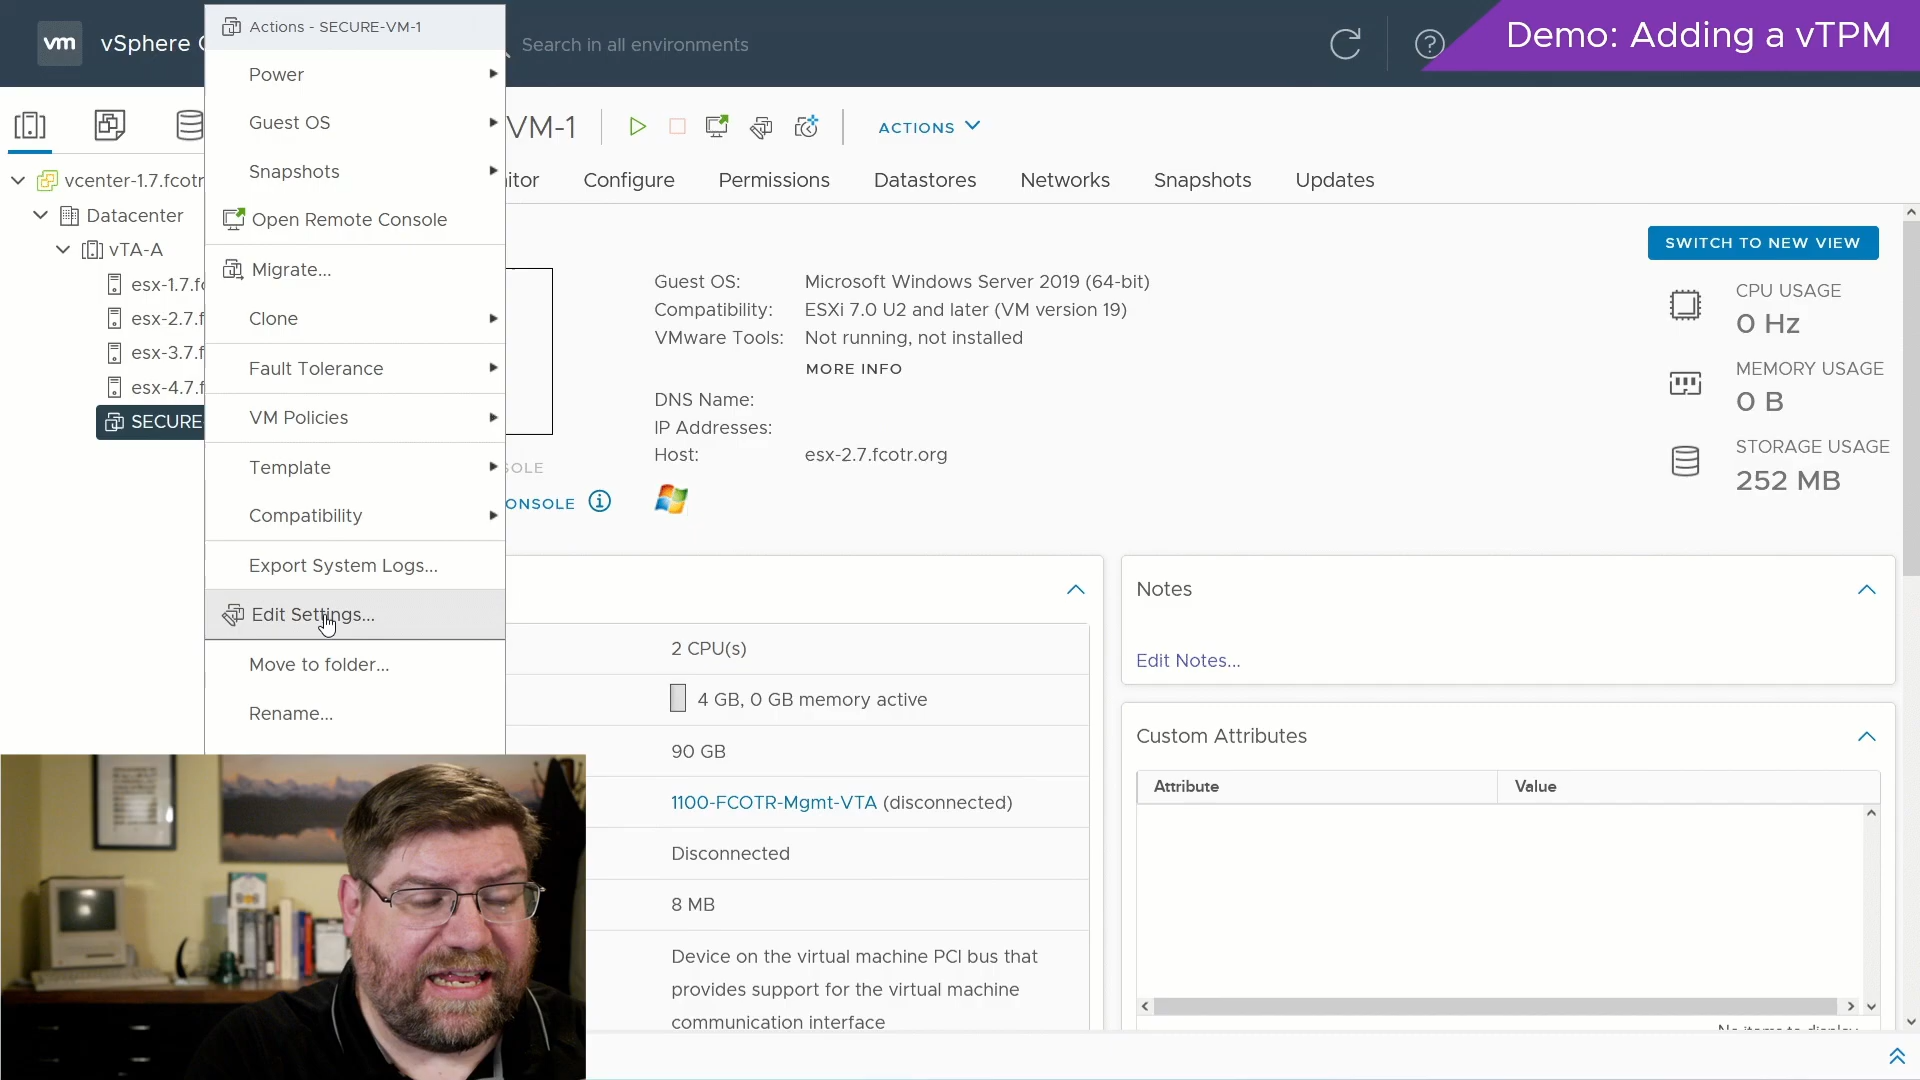 vm
vSphere
Search in all environments
Demo: Adding a vTPM
Actions - SECURE-VM-1
Power
Guest OS
Snapshots
Open Remote Console
Migrate...
Clone
Fault Tolerance
VM Policies
Template
Compatibility
Export System Logs...
Edit Settings...
Move to folder...
Rename...
vcenter-1.7.fcotr
Datacenter
vTA-A
esx-1.7.f
esx-2.7.f
esx-3.7.f
esx-4.7.f
SECURE
VM-1
ACTIONS
itor Configure Permissions Datastores Networks Snapshots Updates
SWITCH TO NEW VIEW
Guest OS: Microsoft Windows Server 2019 (64-bit)
Compatibility: ESXi 7.0 U2 and later (VM version 19)
VMware Tools: Not running, not installed
MORE INFO
DNS Name:
IP Addresses:
Host: esx-2.7.fcotr.org
SOLE
ONSOLE
CPU USAGE
0 Hz
MEMORY USAGE
0 B
STORAGE USAGE
252 MB
2 CPU(s)
4 GB, 0 GB memory active
90 GB
1100-FCOTR-Mgmt-VTA (disconnected)
Disconnected
8 MB
Device on the virtual machine PCI bus that
provides support for the virtual machine
communication interface
Notes
Edit Notes...
Custom Attributes
Attribute Value
No items to display